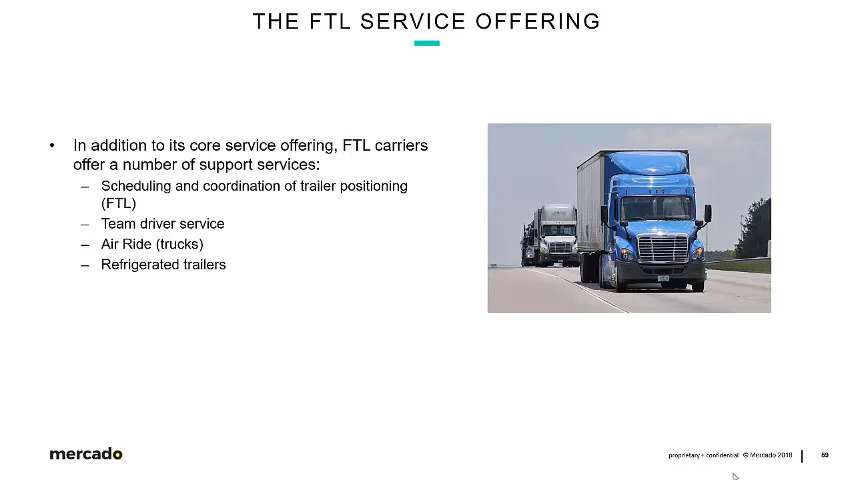 THE FTL SERVICE OFFERING
• In addition to its core service offering, FTL carriers
offer a number of support services:
– Scheduling and coordination of trailer positioning
(FTL)
– Team driver service
– Air Ride (trucks)
– Refrigerated trailers
mercado
proprietary + confidential © Mercado 2018 | 59